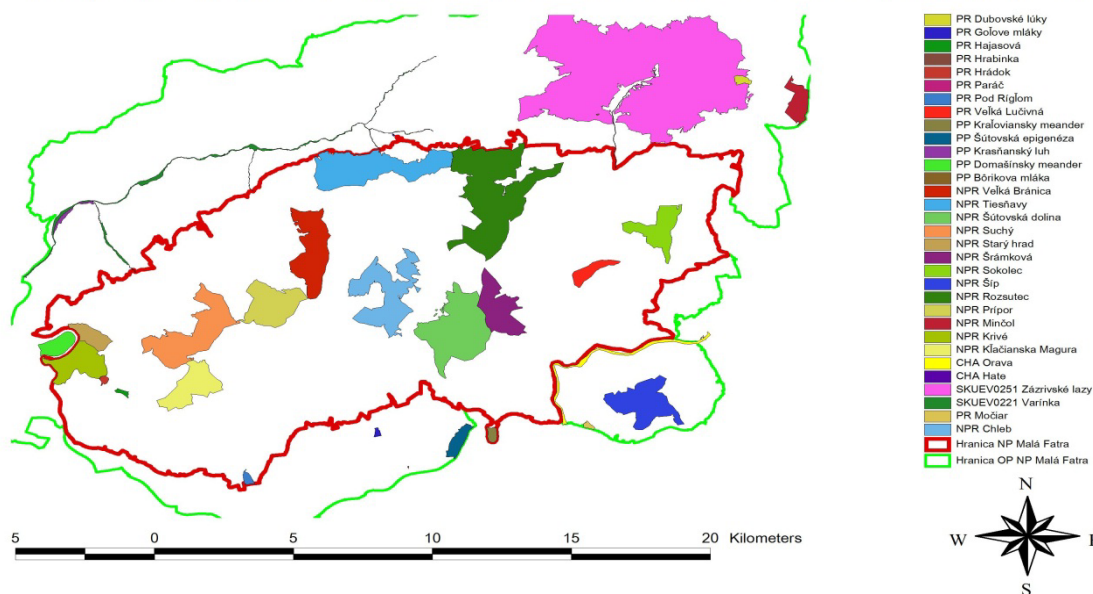 PR Dubovské lúky
PR Goľove mláky
PR Hajasová
PR Hrabinka
PR Hrádok
PR Paráč
PR Pod Rígľom
PR Veľká Lučivná
PP Kraľoviansky meander
PP Šútovská epigenéza
PP Krasňanský luh
PP Domašínsky meander
PP Bôrikova mláka
NPR Veľká Bránica
NPR Tiesňavy
NPR Šútovská dolina
NPR Suchý
NPR Starý hrad
NPR Šrámková
NPR Sokolec
NPR Šíp
NPR Rozsutec
NPR Prípor
NPR Minčol
NPR Krivé
NPR Kľačianska Magura
CHA Orava
CHA Hate
SKUEV0251 Zázrivské lazy
SKUEV0221 Varínka
PR Močiar
NPR Chleb
Hranica NP Malá Fatra
Hranica OP NP Malá Fatra
N
W E
S
5 0 5 10 15 20 Kilometers